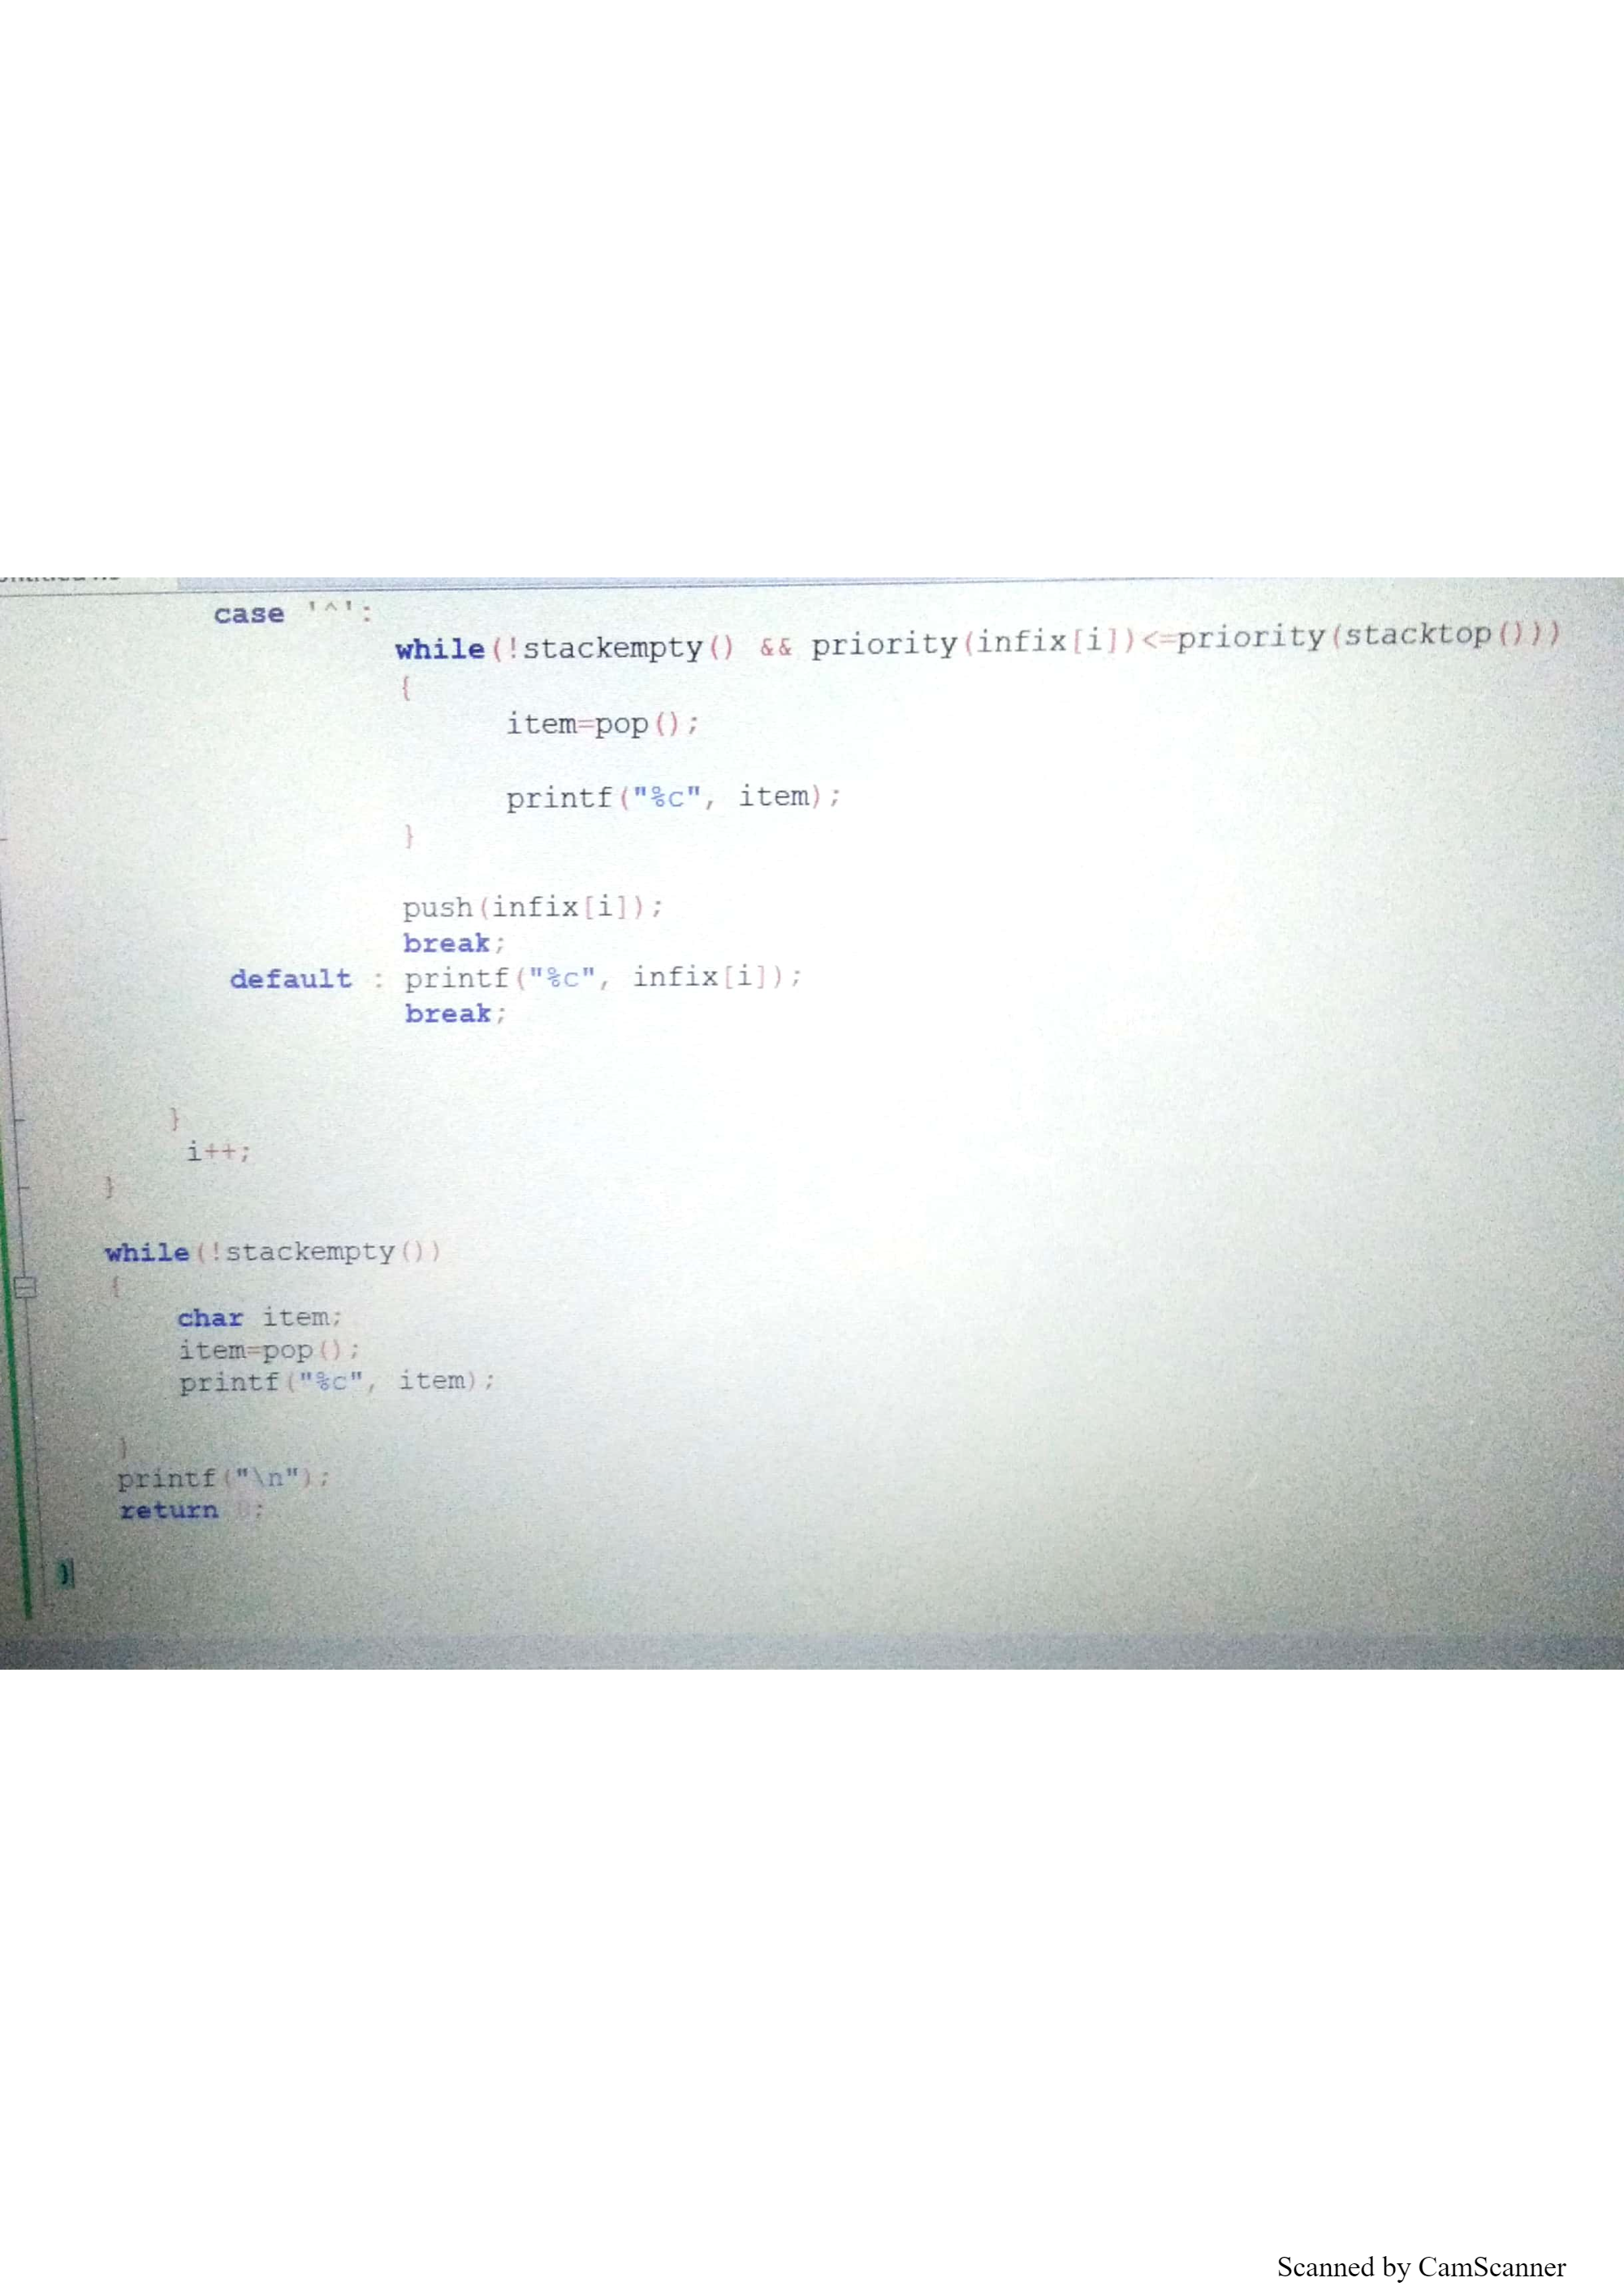 case '^':
while(!stackempty() && priority(infix[i])<=priority(stacktop()))
{
item=pop();
printf("%c", item);
}
push(infix[i]);
break;
default : printf("%c", infix[i]);
break;
}
i++;
}
while(!stackempty())
{
char item;
item=pop();
printf("%c", item);
}
printf("\n");
return ;
}
Scanned by CamScanner